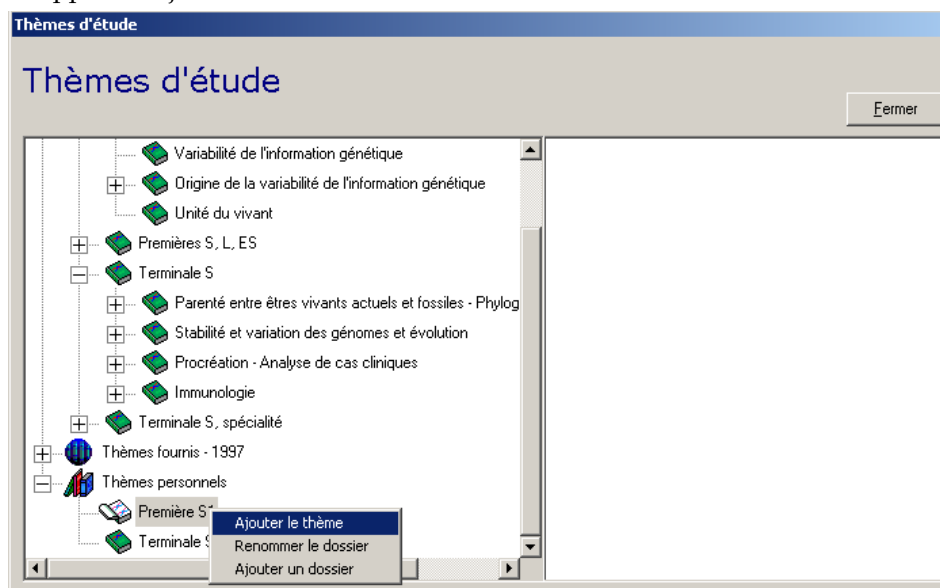 Thèmes d'étude
Thèmes d'étude
Fermer
Variabilité de l'information génétique
Origine de la variabilité de l'information génétique
Unité du vivant
Premières S, L, ES
Terminale S
Parenté entre êtres vivants actuels et fossiles - Phylog
Stabilité et variation des génomes et évolution
Procréation - Analyse de cas cliniques
Immunologie
Terminale S, spécialité
Thèmes fournis - 1997
Thèmes personnels
Première S1
Ajouter le thème
Terminale S
Renommer le dossier
Ajouter un dossier